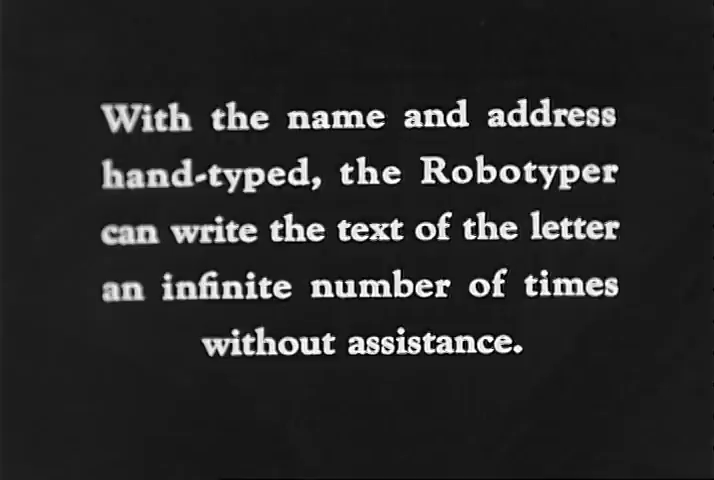 With the name and address
hand-typed, the Robotyper
can write the text of the letter
an infinite number of times
without assistance.